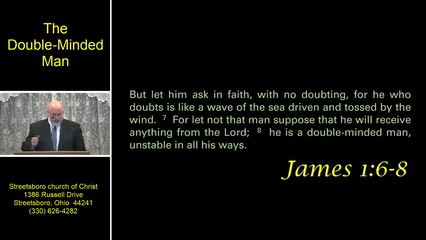 The
Double-Minded
Man
But let him ask in faith, with no doubting, for he who
doubts is like a wave of the sea driven and tossed by the
wind. 7 For let not that man suppose that he will receive
anything from the Lord; 8 he is a double-minded man,
unstable in all his ways.
James 1:6-8
Streetsboro church of Christ
1386 Russell Drive
Streetsboro, Ohio 44241
(330) 626-4282